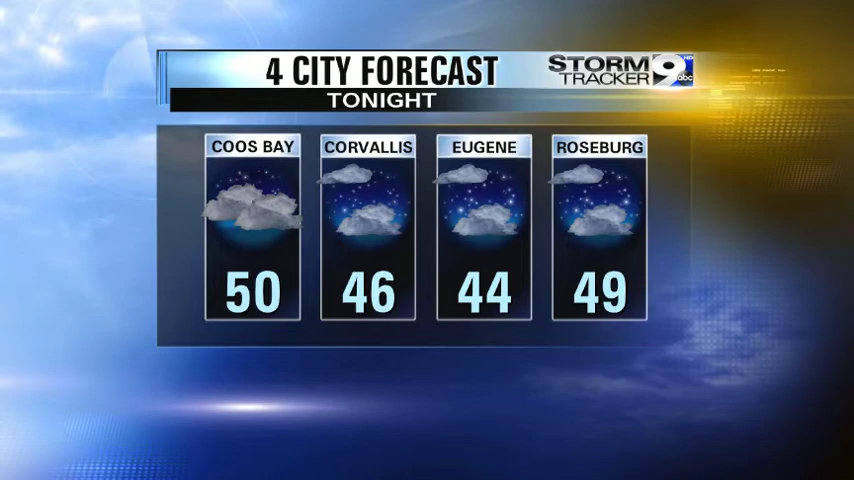 4 CITY FORECAST
STORM
TRACKER
9
HD
abc
TONIGHT
COOS BAY
CORVALLIS
EUGENE
ROSEBURG
50
46
44
49